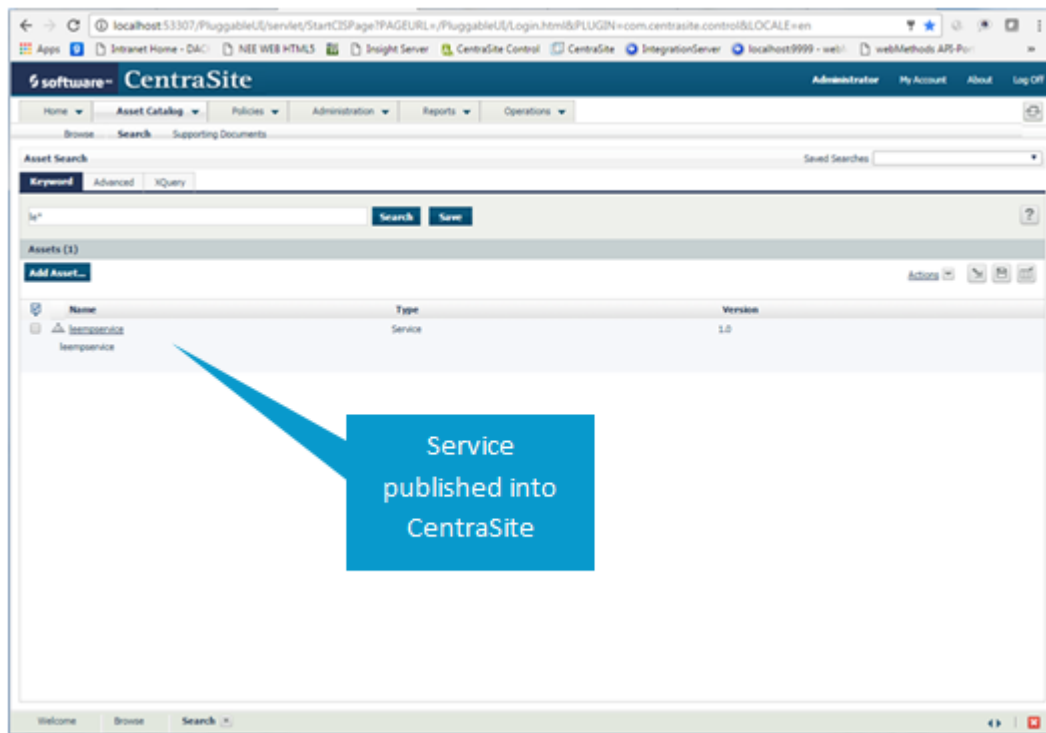 localhost:53307/PluggableUI/servlet/StartCISPage?PAGEURL=/PluggableUI/Login.html&PLUGIN=com.centrasite.control&LOCALE=en
Apps Intranet Home - DAC NEE WEB HTML5 Insight Server CentraSite Control CentraSite IntegrationServer localhost:9999 - web webMethods API-Por »
software CentraSite Administrator My Account About Log Off
Home Asset Catalog Policies Administration Reports Operations
Browse Search Supporting Documents
Asset Search Saved Searches
Keyword Advanced XQuery
le* Search Save ?
Assets (1)
Add Asset... Actions
Name Type Version
leempservice Service 1.0
leempservice
Service
published into
CentraSite
Welcome Browse Search